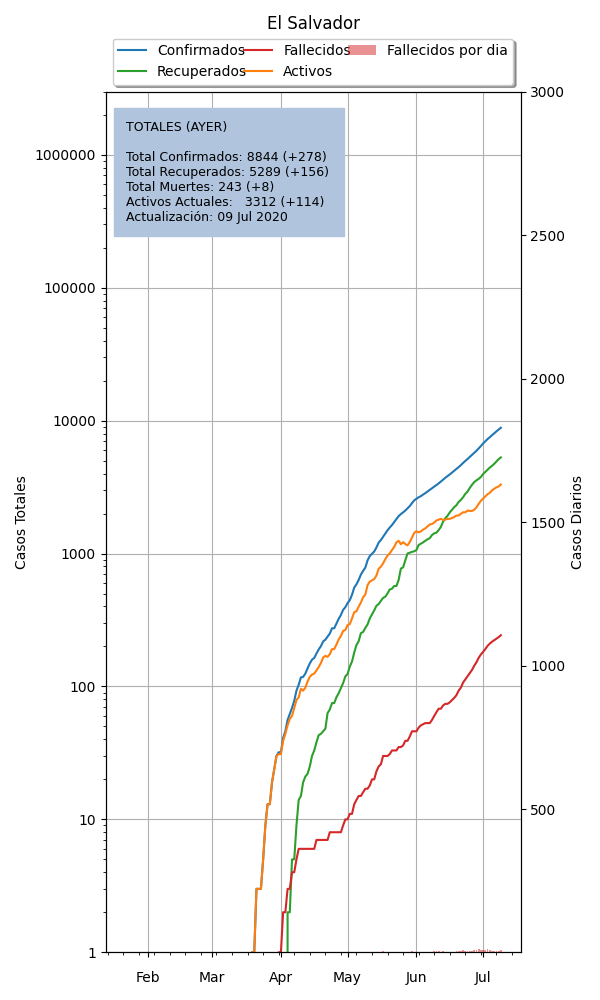 El Salvador
Confirmados
Recuperados
Fallecidos
Activos
Fallecidos por dia
TOTALES (AYER)
Total Confirmados: 8844 (+278)
Total Recuperados: 5289 (+156)
Total Muertes: 243 (+8)
Activos Actuales:   3312 (+114)
Actualización: 09 Jul 2020
Casos Totales
1000000
100000
10000
1000
100
10
1
Casos Diarios
3000
2500
2000
1500
1000
500
Feb
Mar
Apr
May
Jun
Jul